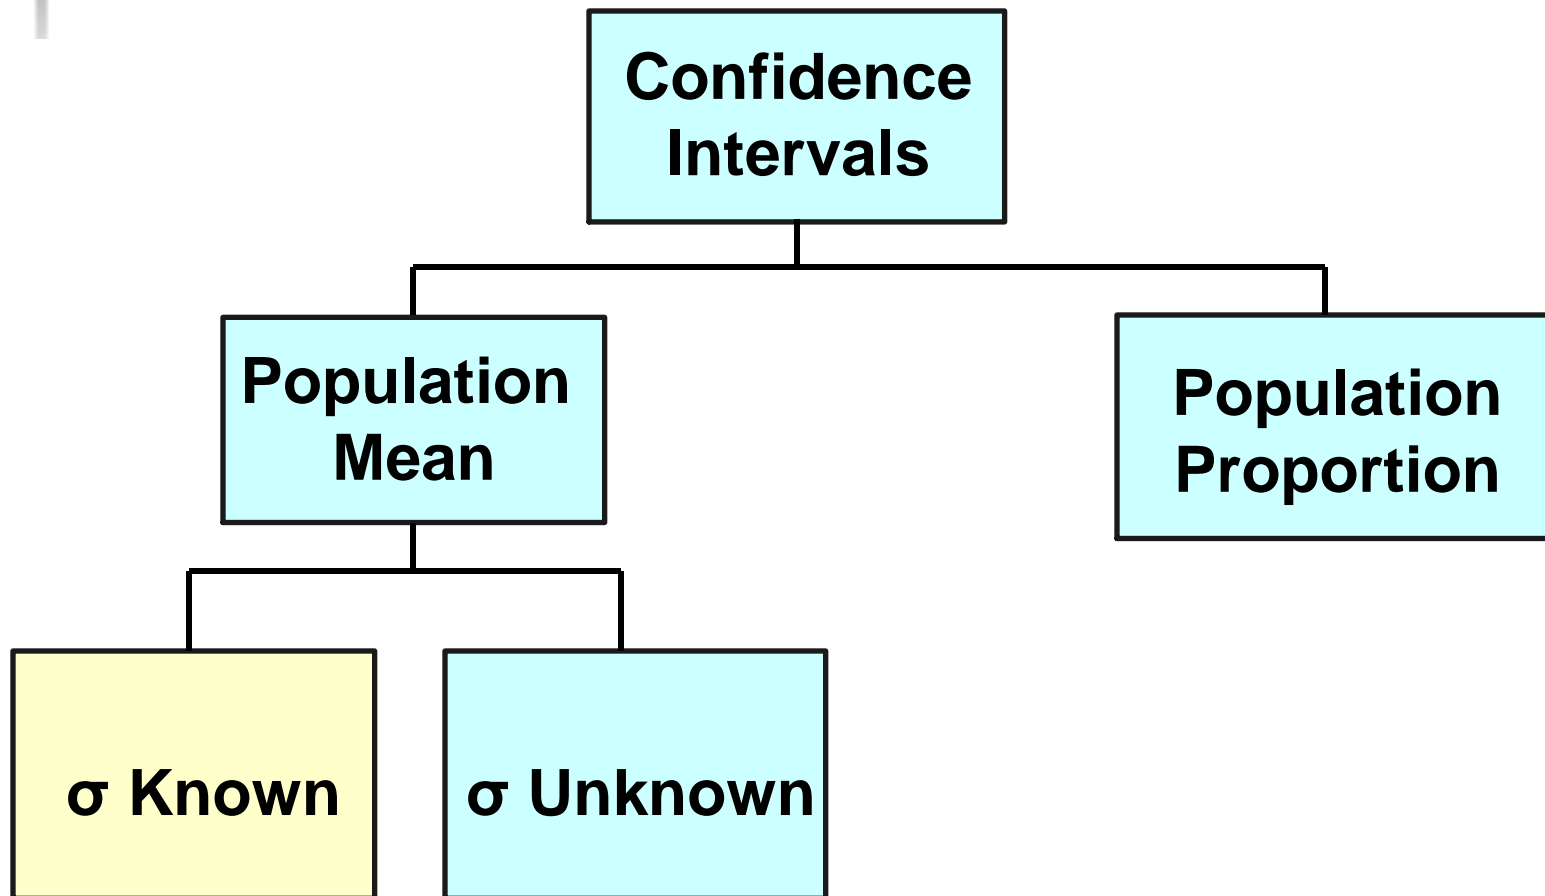 Confidence
Intervals
Population
Mean
Population
Proportion
σ Known
σ Unknown